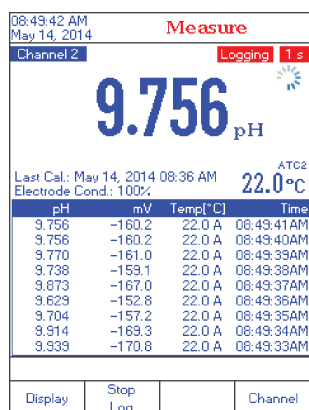 08:49:42 AM
May 14, 2014
Measure
Channel 2
Logging 1 s
9.756 pH
Last Cal.: May 14, 2014 08:36 AM
Electrode Cond.: 100%
ATC2
22.0°C
pH mV Temp[°C] Time
9.756 -160.2 22.0 A 08:49:41AM
9.756 -160.2 22.0 A 08:49:40AM
9.770 -161.0 22.0 A 08:49:39AM
9.738 -159.1 22.0 A 08:49:38AM
9.873 -167.0 22.0 A 08:49:37AM
9.629 -152.8 22.0 A 08:49:36AM
9.704 -157.2 22.0 A 08:49:35AM
9.914 -169.3 22.0 A 08:49:34AM
9.939 -170.8 22.0 A 08:49:33AM
Display
Stop
Log
Channel